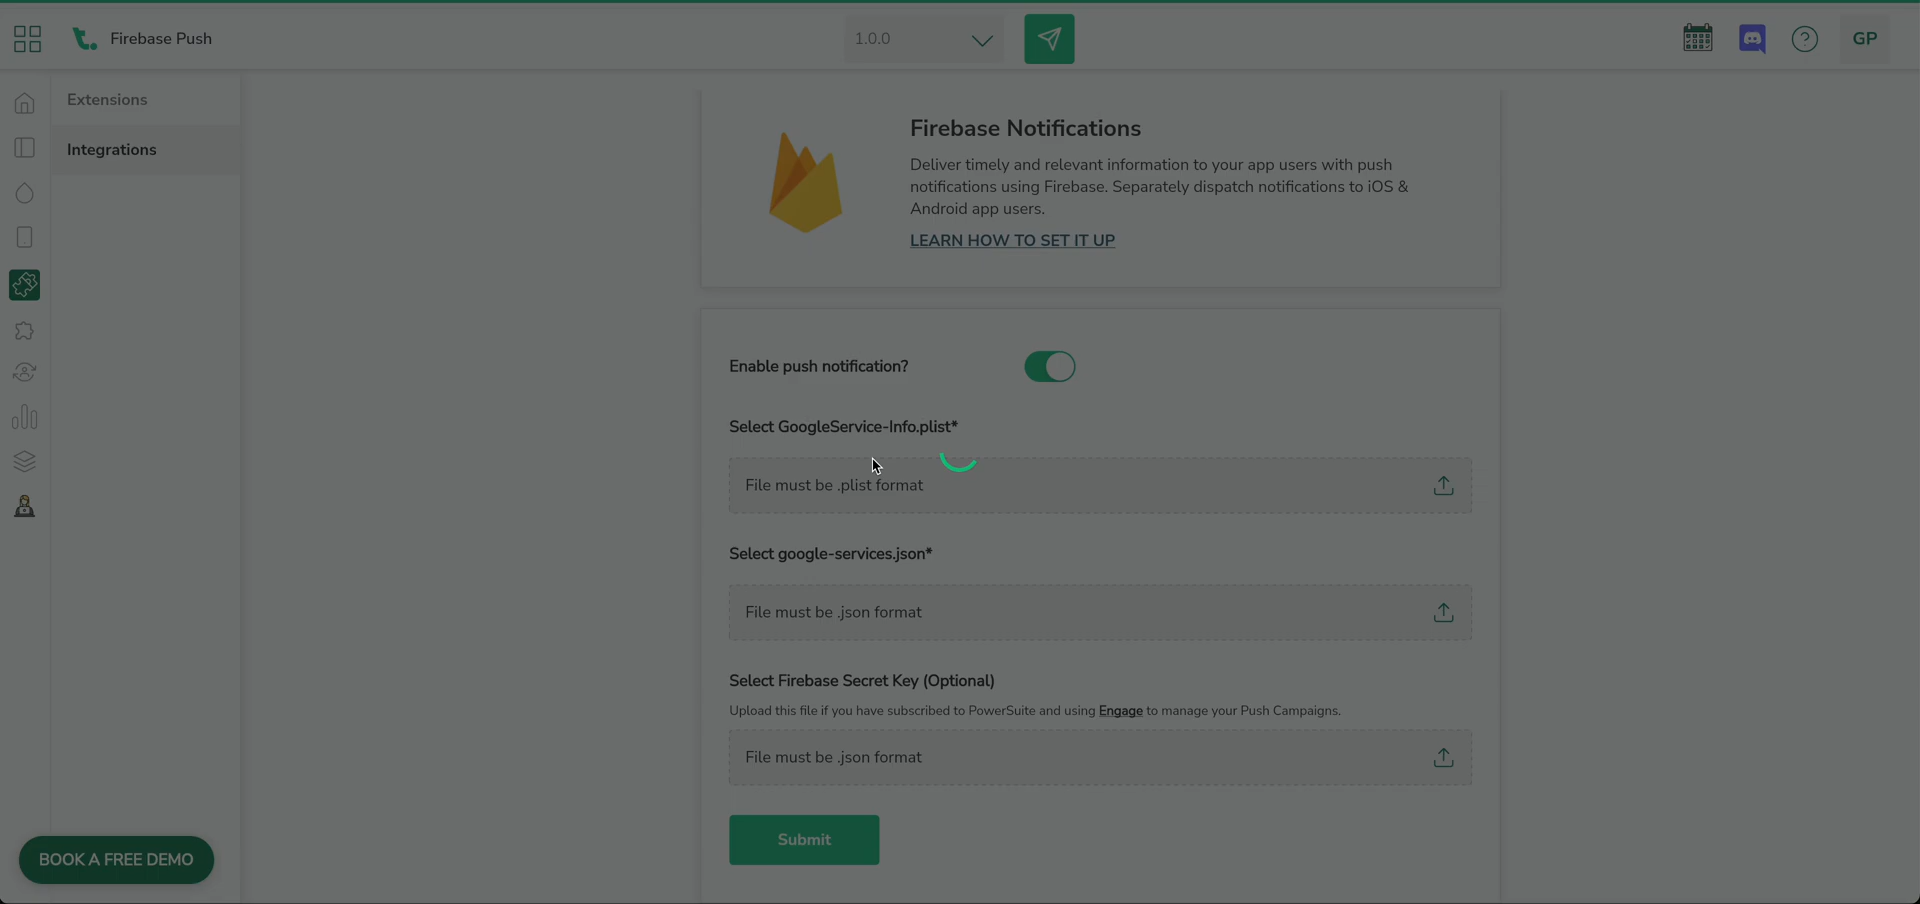 Firebase Push
1.0.0
GP
Extensions
Integrations
Firebase Notifications
Deliver timely and relevant information to your app users with push
notifications using Firebase. Separately dispatch notifications to iOS &
Android app users.
LEARN HOW TO SET IT UP
Enable push notification?
Select GoogleService-Info.plist*
File must be .plist format
Select google-services.json*
File must be .json format
Select Firebase Secret Key (Optional)
Upload this file if you have subscribed to PowerSuite and using Engage to manage your Push Campaigns.
File must be .json format
Submit
BOOK A FREE DEMO